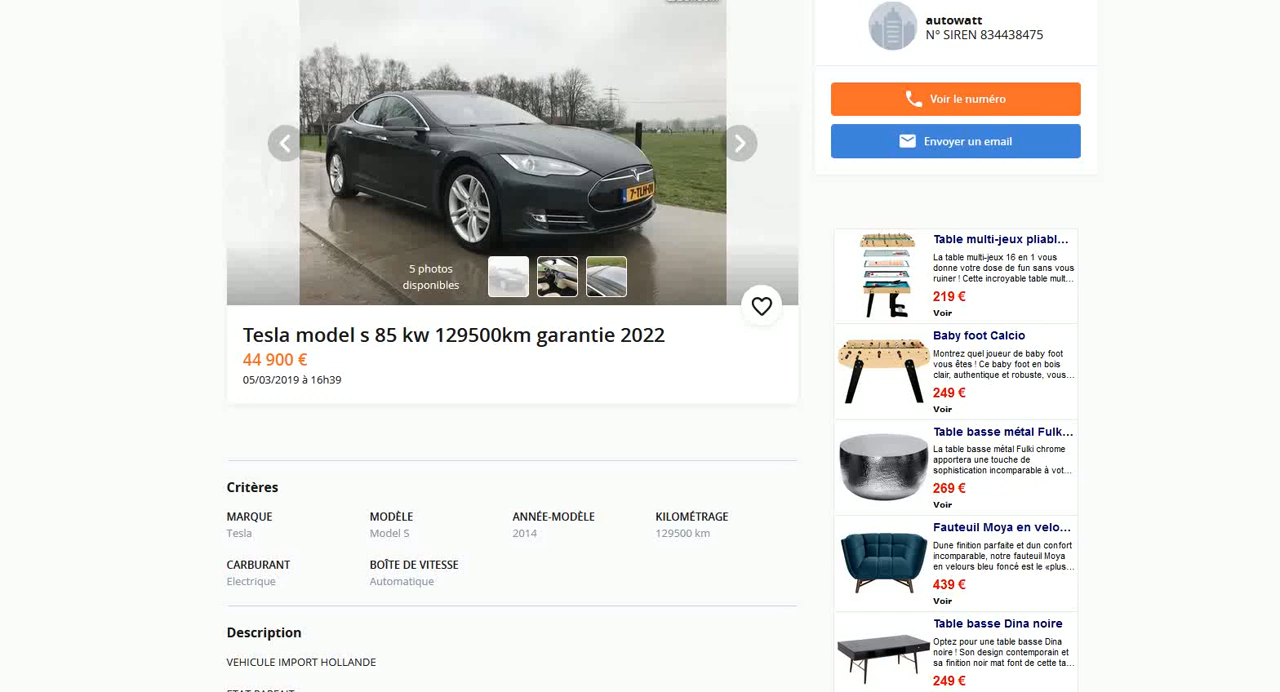 autowatt
N° SIREN 834438475
Voir le numéro
Envoyer un email
5 photos
disponibles
Tesla model s 85 kw 129500km garantie 2022
44 900 €
05/03/2019 à 16h39
Critères
MARQUE
Tesla
MODÈLE
Model S
ANNÉE-MODÈLE
2014
KILOMÉTRAGE
129500 km
CARBURANT
Electrique
BOÎTE DE VITESSE
Automatique
Description
VEHICULE IMPORT HOLLANDE
Table multi-jeux pliabl...
La table multi-jeux 16 en 1 vous
donne votre dose de fun sans vous
ruiner ! Cette incroyable table mult...
219 €
Voir
Baby foot Calcio
Montrez quel joueur de baby foot
vous êtes ! Ce baby foot en bois
clair, authentique et robuste, vous...
249 €
Voir
Table basse métal Fulk...
La table basse métal Fulki chrome
apportera une touche de
sophistication incomparable à vot...
269 €
Voir
Fauteuil Moya en velo...
Dune finition parfaite et dun confort
incomparable, notre fauteuil Moya
en velours bleu foncé est le «plus...
439 €
Voir
Table basse Dina noire
Optez pour une table basse Dina
noire ! Son design contemporain et
sa finition noir mat font de cette ta...
249 €